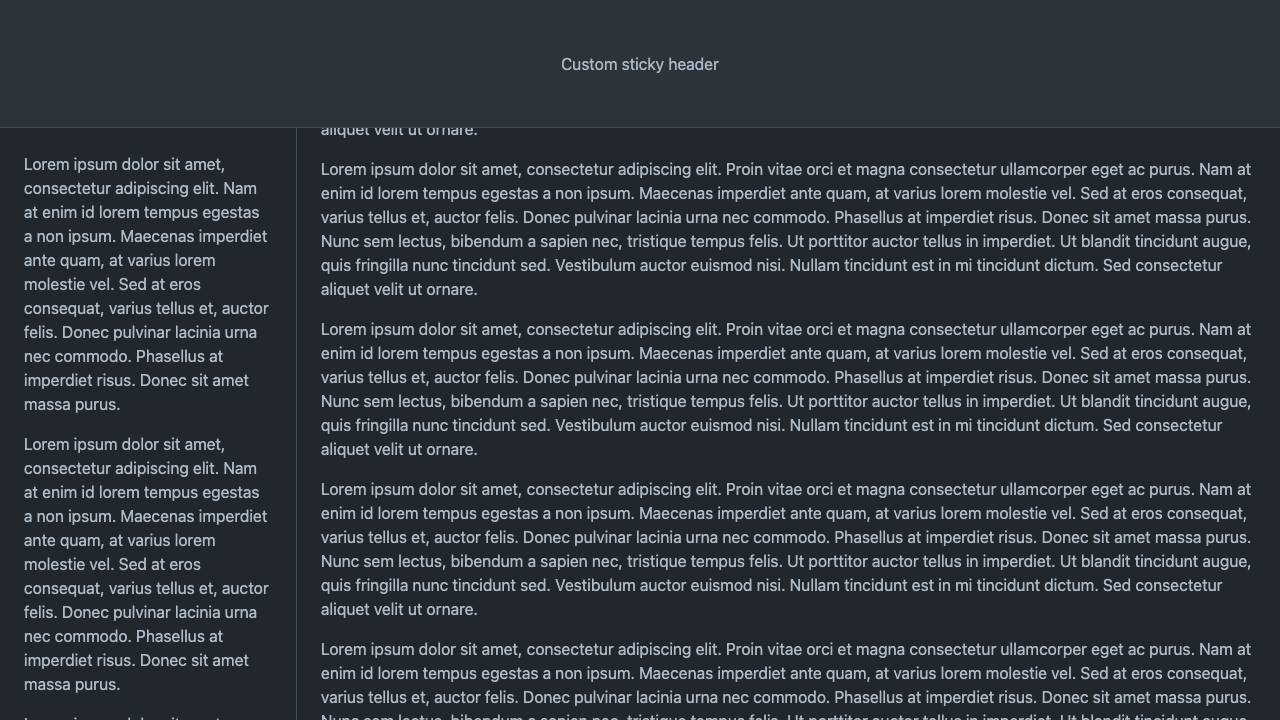 Custom sticky header
Lorem ipsum dolor sit amet,
consectetur adipiscing elit. Nam
at enim id lorem tempus egestas
a non ipsum. Maecenas imperdiet
ante quam, at varius lorem
molestie vel. Sed at eros
consequat, varius tellus et, auctor
felis. Donec pulvinar lacinia urna
nec commodo. Phasellus at
imperdiet risus. Donec sit amet
massa purus.
Lorem ipsum dolor sit amet,
consectetur adipiscing elit. Nam
at enim id lorem tempus egestas
a non ipsum. Maecenas imperdiet
ante quam, at varius lorem
molestie vel. Sed at eros
consequat, varius tellus et, auctor
felis. Donec pulvinar lacinia urna
nec commodo. Phasellus at
imperdiet risus. Donec sit amet
massa purus.
aliquet velit ut ornare.
Lorem ipsum dolor sit amet, consectetur adipiscing elit. Proin vitae orci et magna consectetur ullamcorper eget ac purus. Nam at
enim id lorem tempus egestas a non ipsum. Maecenas imperdiet ante quam, at varius lorem molestie vel. Sed at eros consequat,
varius tellus et, auctor felis. Donec pulvinar lacinia urna nec commodo. Phasellus at imperdiet risus. Donec sit amet massa purus.
Nunc sem lectus, bibendum a sapien nec, tristique tempus felis. Ut porttitor auctor tellus in imperdiet. Ut blandit tincidunt augue,
quis fringilla nunc tincidunt sed. Vestibulum auctor euismod nisi. Nullam tincidunt est in mi tincidunt dictum. Sed consectetur
aliquet velit ut ornare.
Lorem ipsum dolor sit amet, consectetur adipiscing elit. Proin vitae orci et magna consectetur ullamcorper eget ac purus. Nam at
enim id lorem tempus egestas a non ipsum. Maecenas imperdiet ante quam, at varius lorem molestie vel. Sed at eros consequat,
varius tellus et, auctor felis. Donec pulvinar lacinia urna nec commodo. Phasellus at imperdiet risus. Donec sit amet massa purus.
Nunc sem lectus, bibendum a sapien nec, tristique tempus felis. Ut porttitor auctor tellus in imperdiet. Ut blandit tincidunt augue,
quis fringilla nunc tincidunt sed. Vestibulum auctor euismod nisi. Nullam tincidunt est in mi tincidunt dictum. Sed consectetur
aliquet velit ut ornare.
Lorem ipsum dolor sit amet, consectetur adipiscing elit. Proin vitae orci et magna consectetur ullamcorper eget ac purus. Nam at
enim id lorem tempus egestas a non ipsum. Maecenas imperdiet ante quam, at varius lorem molestie vel. Sed at eros consequat,
varius tellus et, auctor felis. Donec pulvinar lacinia urna nec commodo. Phasellus at imperdiet risus. Donec sit amet massa purus.
Nunc sem lectus, bibendum a sapien nec, tristique tempus felis. Ut porttitor auctor tellus in imperdiet. Ut blandit tincidunt augue,
quis fringilla nunc tincidunt sed. Vestibulum auctor euismod nisi. Nullam tincidunt est in mi tincidunt dictum. Sed consectetur
aliquet velit ut ornare.
Lorem ipsum dolor sit amet, consectetur adipiscing elit. Proin vitae orci et magna consectetur ullamcorper eget ac purus. Nam at
enim id lorem tempus egestas a non ipsum. Maecenas imperdiet ante quam, at varius lorem molestie vel. Sed at eros consequat,
varius tellus et, auctor felis. Donec pulvinar lacinia urna nec commodo. Phasellus at imperdiet risus. Donec sit amet massa purus.